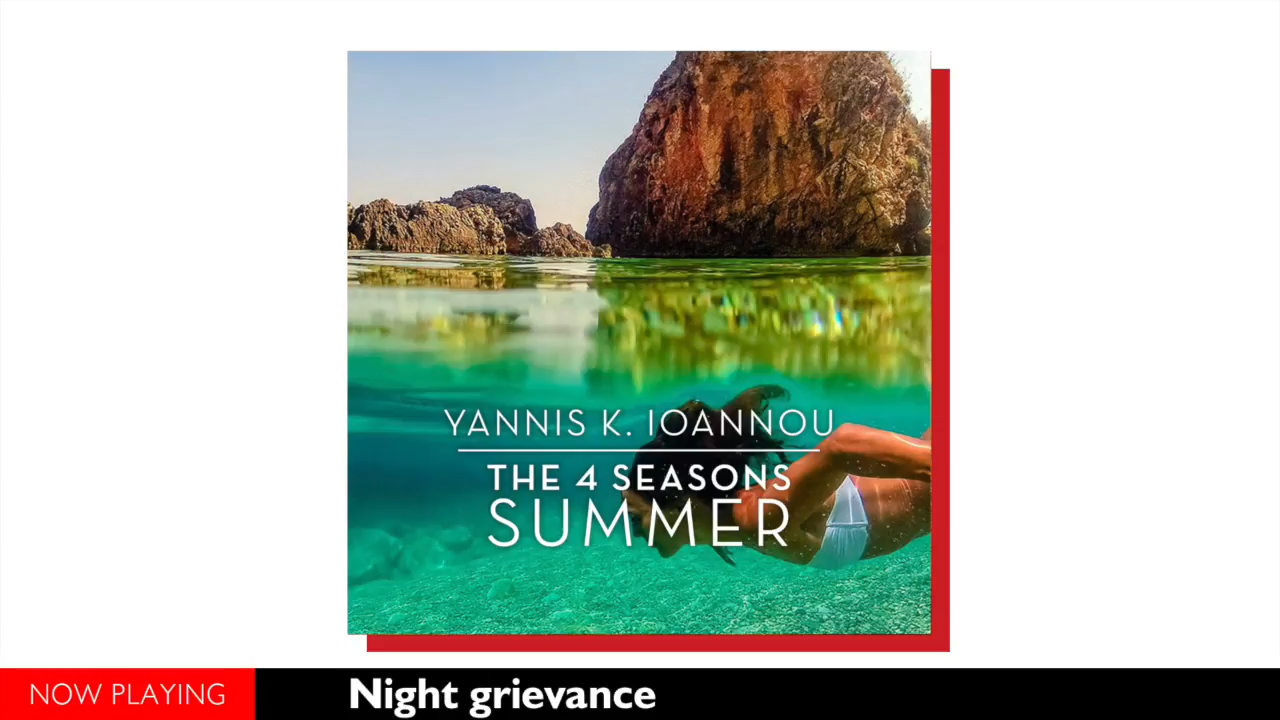 YANNIS K. IOANNOU
THE 4 SEASONS
SUMMER
NOW PLAYING
Night grievance